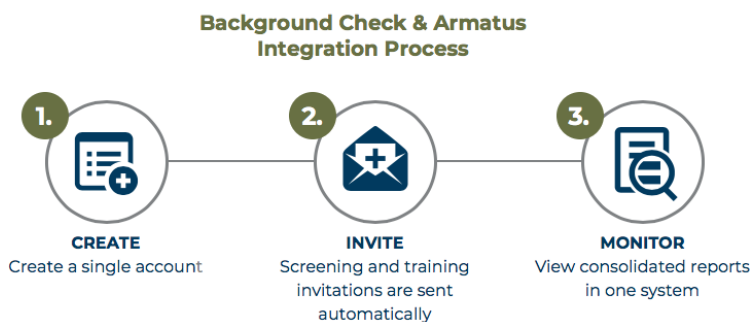 Background Check & Armatus
Integration Process
1.
2.
3.
CREATE
Create a single account
INVITE
Screening and training
invitations are sent
automatically
MONITOR
View consolidated reports
in one system